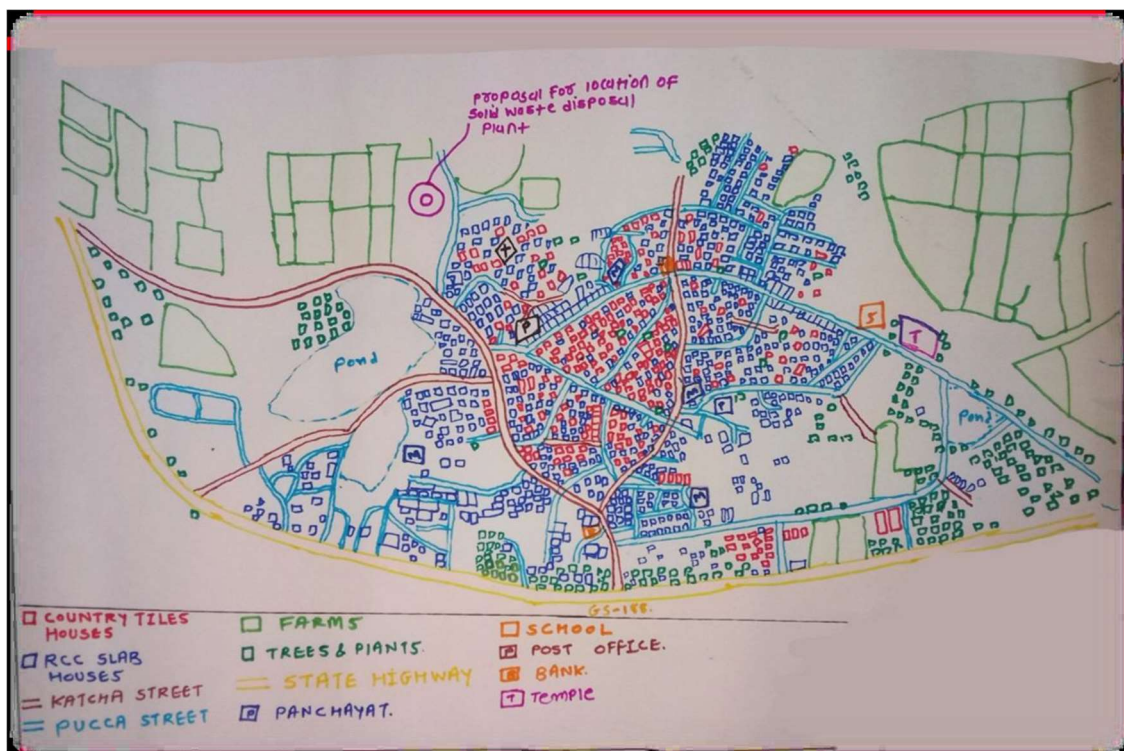 proposal for location of
solid waste disposal
plant
X
P
S
T
pond
Pond
T
3
GS-188.
COUNTRY TILES
HOUSES
RCC SLAB
HOUSES
KATCHA STREET
PUCCA STREET
FARMS
TREES & PLANTS.
STATE HIGHWAY
P PANCHAYAT.
SCHOOL
P POST OFFICE.
B BANK.
T Temple